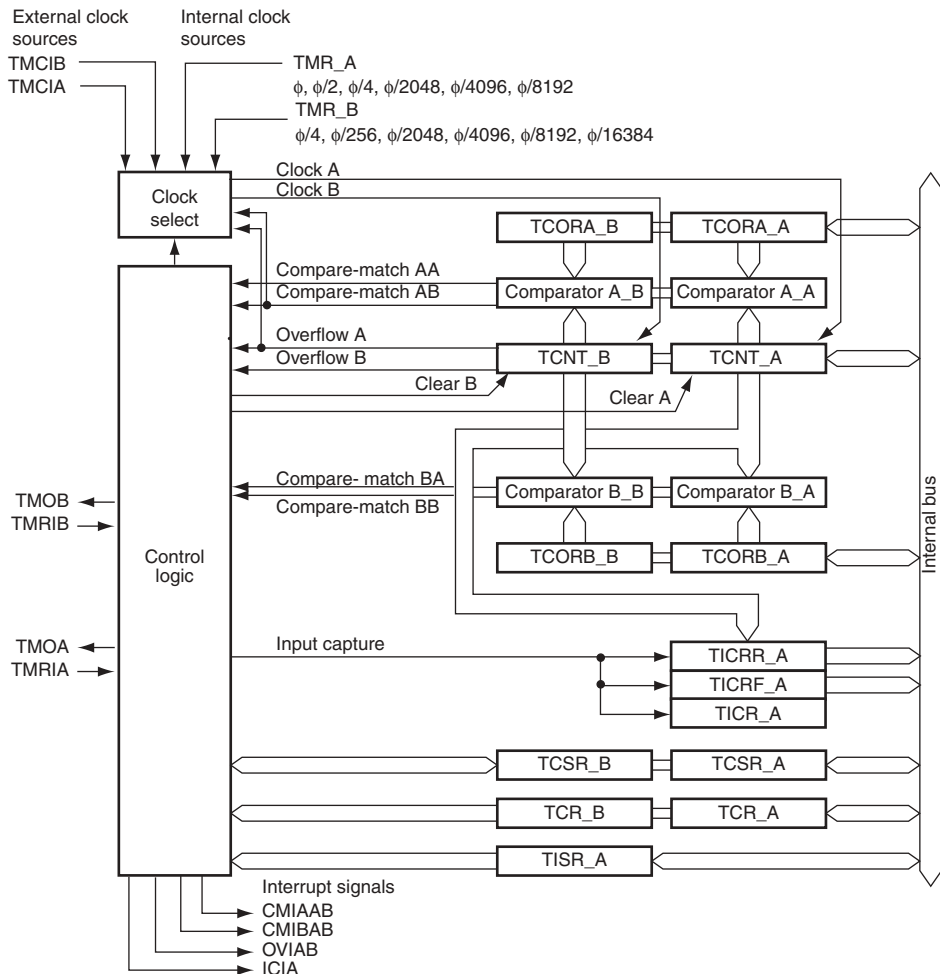 External clock
sources
Internal clock
sources
TMCIB
TMCIA
TMR_A
ϕ, ϕ/2, ϕ/4, ϕ/2048, ϕ/4096, ϕ/8192
TMR_B
ϕ/4, ϕ/256, ϕ/2048, ϕ/4096, ϕ/8192, ϕ/16384
Clock
select
Clock A
Clock B
TCORA_B
TCORA_A
Compare-match AA
Compare-match AB
Comparator A_B
Comparator A_A
Overflow A
Overflow B
TCNT_B
TCNT_A
Clear B
Clear A
Compare- match BA
Compare-match BB
Comparator B_B
Comparator B_A
TMOB
TMRIB
Control
logic
TCORB_B
TCORB_A
Internal bus
TMOA
TMRIA
Input capture
TICRR_A
TICRF_A
TICR_A
TCSR_B
TCSR_A
TCR_B
TCR_A
TISR_A
Interrupt signals
CMIAAB
CMIBAB
OVIAB
ICIA